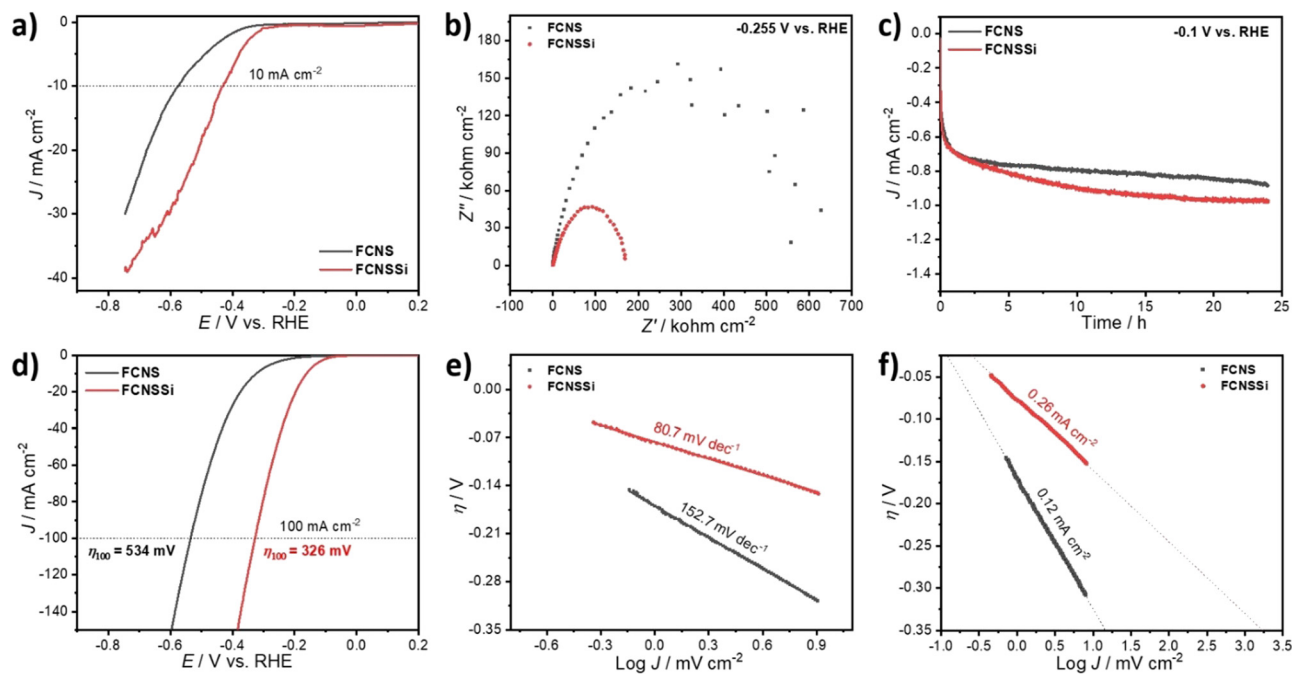 a)
0
-10
-20
-30
-40
J / mA cm-2
10 mA cm-2
FCNS
FCNSSi
-0.8 -0.6 -0.4 -0.2 0.0 0.2
E / V vs. RHE
b)
FCNS
FCNSSi
-0.255 V vs. RHE
180
150
120
90
60
30
0
Z" / kohm cm-2
-100 0 100 200 300 400 500 600 700
Z' / kohm cm-2
c)
FCNS
FCNSSi
-0.1 V vs. RHE
0.0
-0.2
-0.4
-0.6
-0.8
-1.0
-1.2
-1.4
J / mA cm-2
0 5 10 15 20 25
Time / h
d)
FCNS
FCNSSi
0
-20
-40
-60
-80
-100
-120
-140
J / mA cm-2
100 mA cm-2
η100 = 534 mV
η100 = 326 mV
-0.8 -0.6 -0.4 -0.2 0.0 0.2
E / V vs. RHE
e)
FCNS
FCNSSi
0.00
-0.07
-0.14
-0.21
-0.28
-0.35
η / V
80.7 mV dec-1
152.7 mV dec-1
-0.6 -0.3 0.0 0.3 0.6 0.9
Log J / mV cm-2
f)
FCNS
FCNSSi
-0.05
-0.10
-0.15
-0.20
-0.25
-0.30
-0.35
η / V
0.26 mA cm-2
0.12 mA cm-2
-1.0 -0.5 0.0 0.5 1.0 1.5 2.0 2.5 3.0 3.5
Log J / mV cm-2